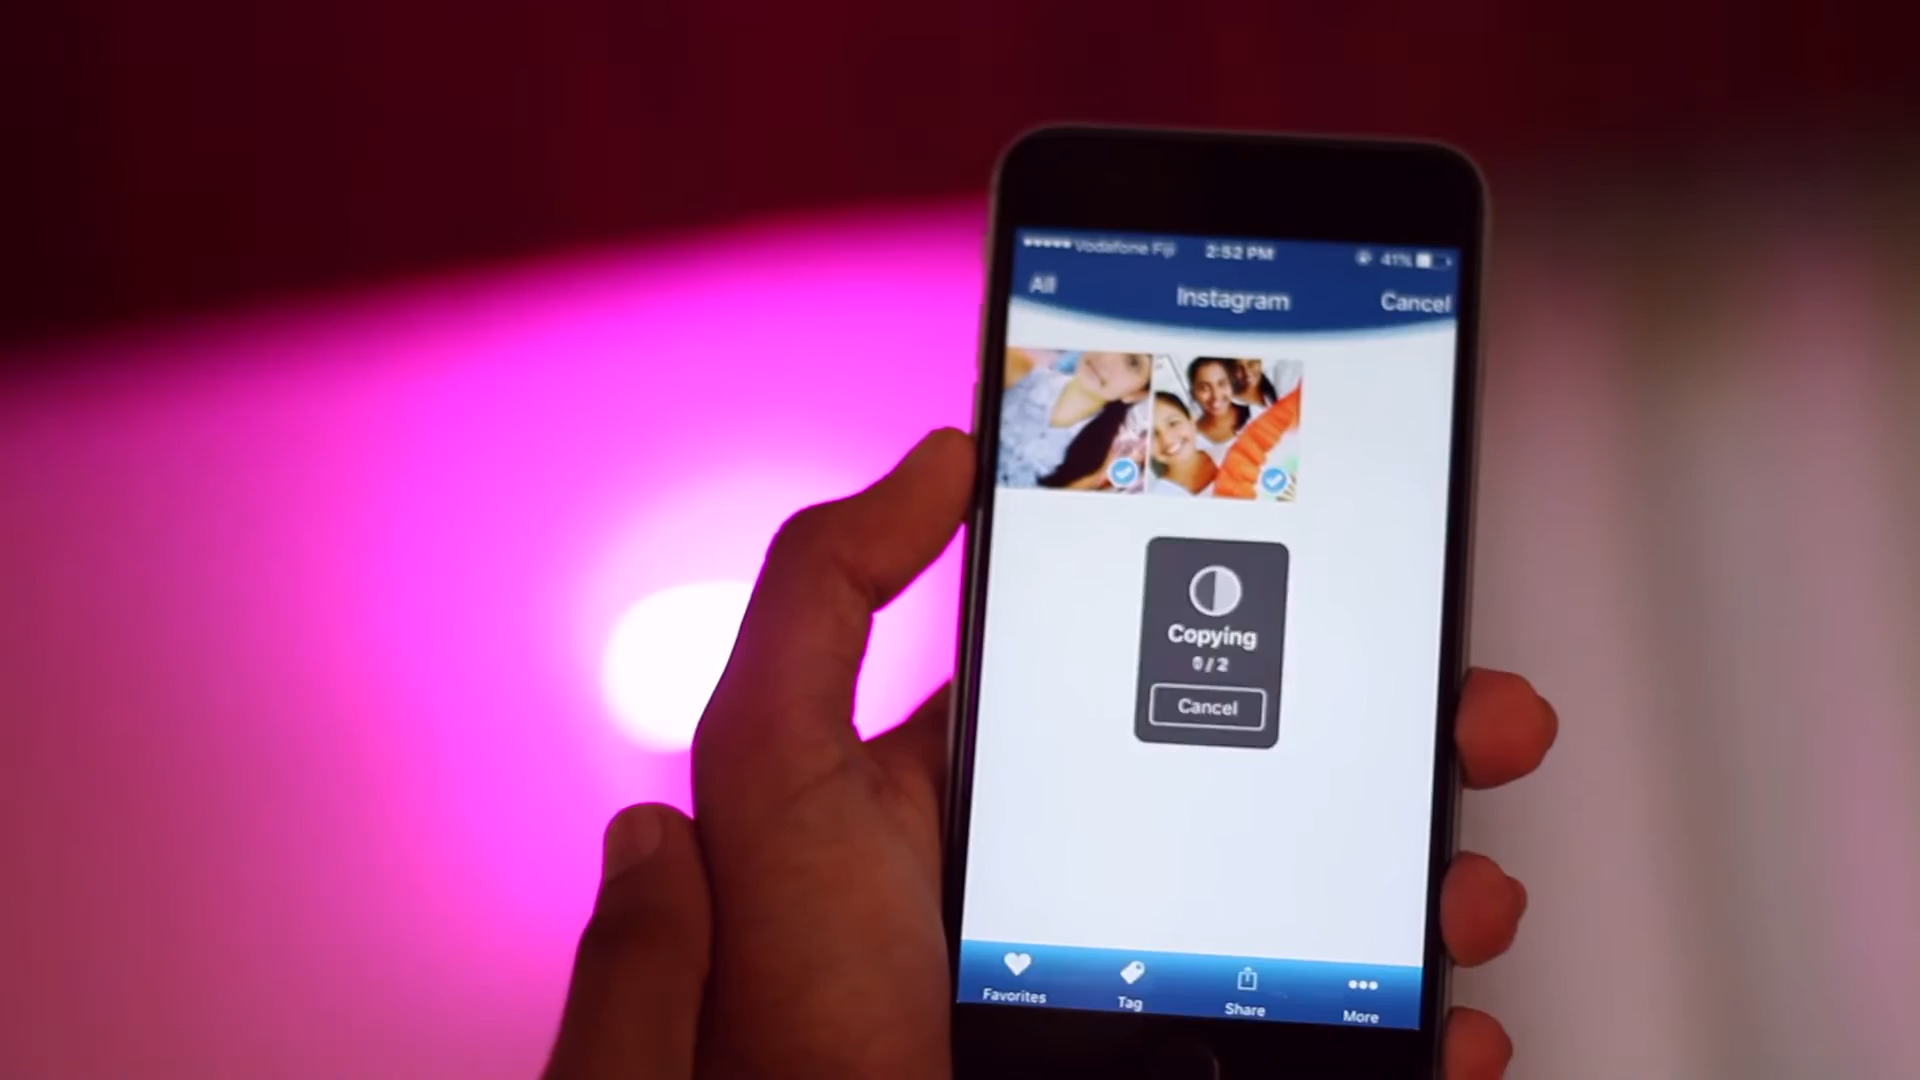 Vodafone Fiji 2:52 PM 41%
All Instagram Cancel
Copying
0 / 2
Cancel
Favorites Tag Share More